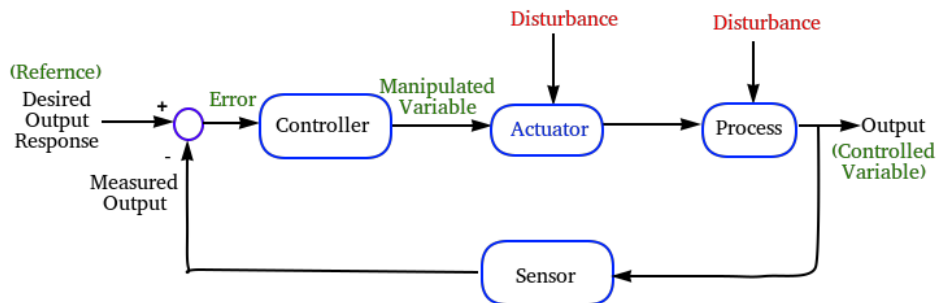 Disturbance
Disturbance
(Refernce)
Desired
Output
Response
+
-
Error
Controller
Manipulated
Variable
Actuator
Process
Output
(Controlled
Variable)
Measured
Output
Sensor